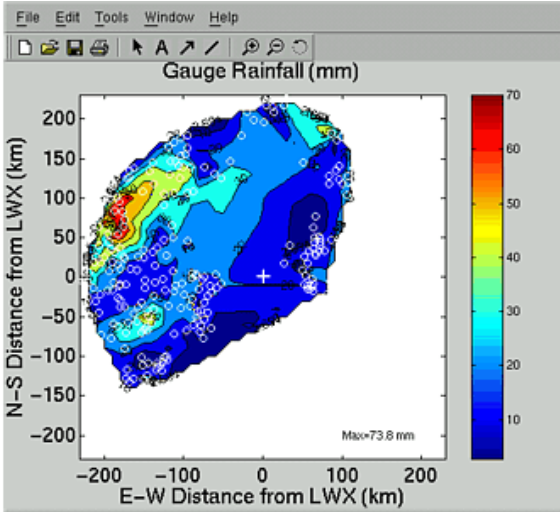 File Edit Tools Window Help
A
Gauge Rainfall (mm)
N-S Distance from LWX (km)
200
150
100
50
0
-50
-100
-150
-200
-200 -100 0 100 200
E-W Distance from LWX (km)
Max=73.8 mm
70
60
50
40
30
20
10